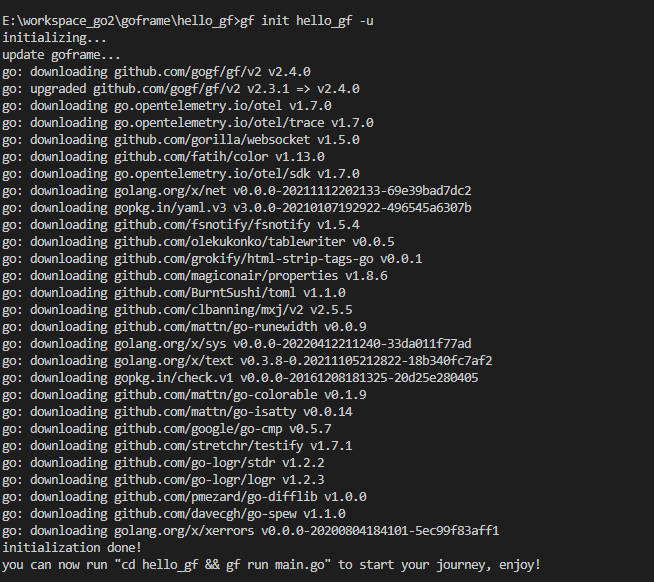 E:\workspace_go2\goframe\hello_gf>gf init hello_gf -u
initializing...
update goframe...
go: downloading github.com/gogf/gf/v2 v2.4.0
go: upgraded github.com/gogf/gf/v2 v2.3.1 => v2.4.0
go: downloading go.opentelemetry.io/otel v1.7.0
go: downloading go.opentelemetry.io/otel/trace v1.7.0
go: downloading github.com/gorilla/websocket v1.5.0
go: downloading github.com/fatih/color v1.13.0
go: downloading go.opentelemetry.io/otel/sdk v1.7.0
go: downloading golang.org/x/net v0.0.0-20211112202133-69e39bad7dc2
go: downloading gopkg.in/yaml.v3 v3.0.0-20210107192922-496545a6307b
go: downloading github.com/fsnotify/fsnotify v1.5.4
go: downloading github.com/olekukonko/tablewriter v0.0.5
go: downloading github.com/grokify/html-strip-tags-go v0.0.1
go: downloading github.com/magiconair/properties v1.8.6
go: downloading github.com/BurntSushi/toml v1.1.0
go: downloading github.com/clbanning/mxj/v2 v2.5.5
go: downloading github.com/mattn/go-runewidth v0.0.9
go: downloading golang.org/x/sys v0.0.0-20220412211240-33da011f77ad
go: downloading golang.org/x/text v0.3.8-0.20211105212822-18b340fc7af2
go: downloading gopkg.in/check.v1 v0.0.0-20161208181325-20d25e280405
go: downloading github.com/mattn/go-colorable v0.1.9
go: downloading github.com/mattn/go-isatty v0.0.14
go: downloading github.com/google/go-cmp v0.5.7
go: downloading github.com/stretchr/testify v1.7.1
go: downloading github.com/go-logr/stdr v1.2.2
go: downloading github.com/go-logr/logr v1.2.3
go: downloading github.com/pmezard/go-difflib v1.0.0
go: downloading github.com/davecgh/go-spew v1.1.0
go: downloading golang.org/x/xerrors v0.0.0-20200804184101-5ec99f83aff1
initialization done!
you can now run "cd hello_gf && gf run main.go" to start your journey, enjoy!